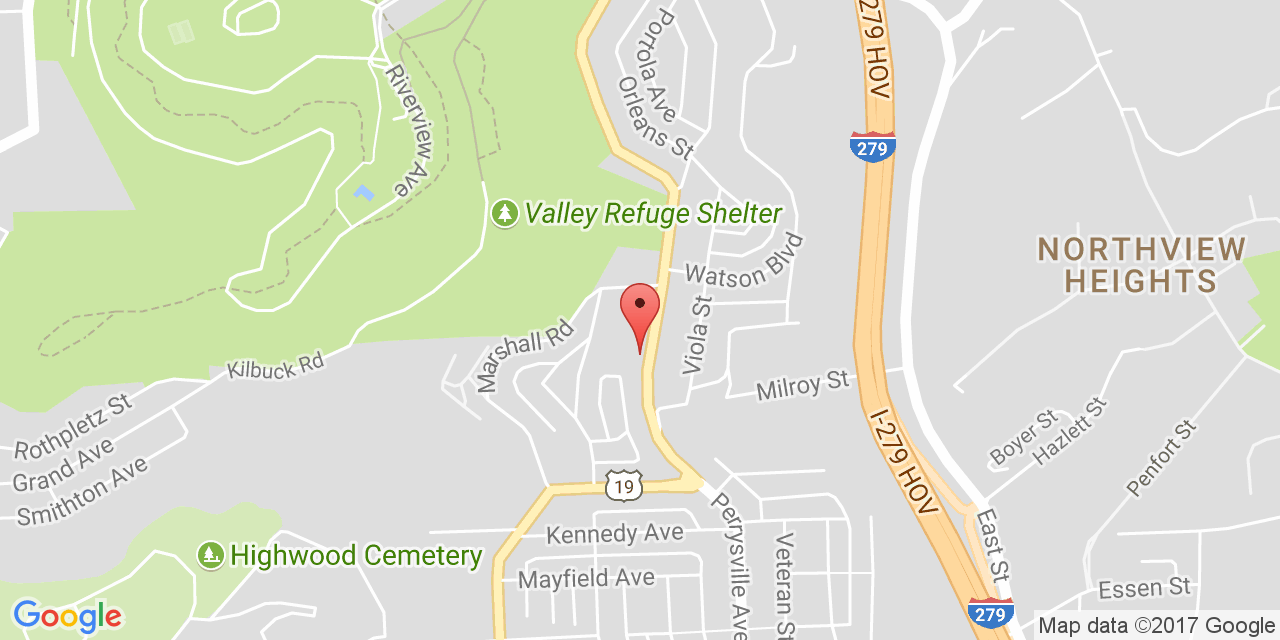 Portola Ave
Orleans St
I-279 HOV
279
Riverview Ave
Valley Refuge Shelter
Watson Blvd
NORTHVIEW
HEIGHTS
Viola St
Marshall Rd
Kilbuck Rd
Milroy St
Rothpletz St
Grand Ave
Smithton Ave
I-279 HOV
Boyer St
Hazlett St
Penfort St
19
Perrysville Ave
Kennedy Ave
Veteran St
East St
Highwood Cemetery
Mayfield Ave
Essen St
279
Google
Map data ©2017 Google